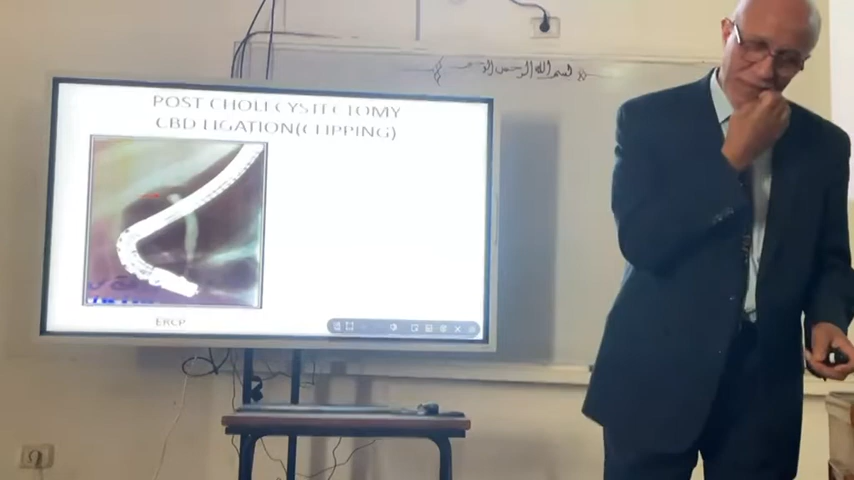 بسم الله الرحمن الرحيم
POST CHOLECYSTECTOMY
CBD LIGATION(CLIPPING)
ERCP